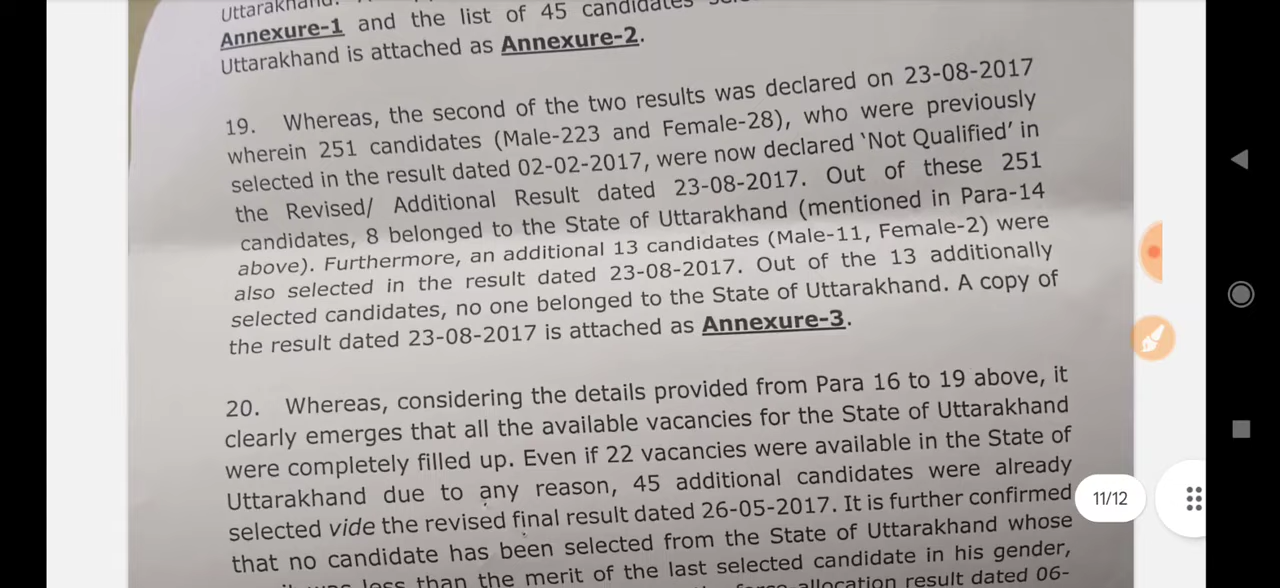 Uttarakhand.
Annexure-1 and the list of 45 candidates
Uttarakhand is attached as Annexure-2.
19. Whereas, the second of the two results was declared on 23-08-2017
wherein 251 candidates (Male-223 and Female-28), who were previously
selected in the result dated 02-02-2017, were now declared ‘Not Qualified’ in
the Revised/ Additional Result dated 23-08-2017. Out of these 251
candidates, 8 belonged to the State of Uttarakhand (mentioned in Para-14
above). Furthermore, an additional 13 candidates (Male-11, Female-2) were
also selected in the result dated 23-08-2017. Out of the 13 additionally
selected candidates, no one belonged to the State of Uttarakhand. A copy of
the result dated 23-08-2017 is attached as Annexure-3.
20. Whereas, considering the details provided from Para 16 to 19 above, it
clearly emerges that all the available vacancies for the State of Uttarakhand
were completely filled up. Even if 22 vacancies were available in the State of
Uttarakhand due to any reason, 45 additional candidates were already
selected vide the revised final result dated 26-05-2017. It is further confirmed
that no candidate has been selected from the State of Uttarakhand whose
less than the merit of the last selected candidate in his gender,
allocation result dated 06-
11/12